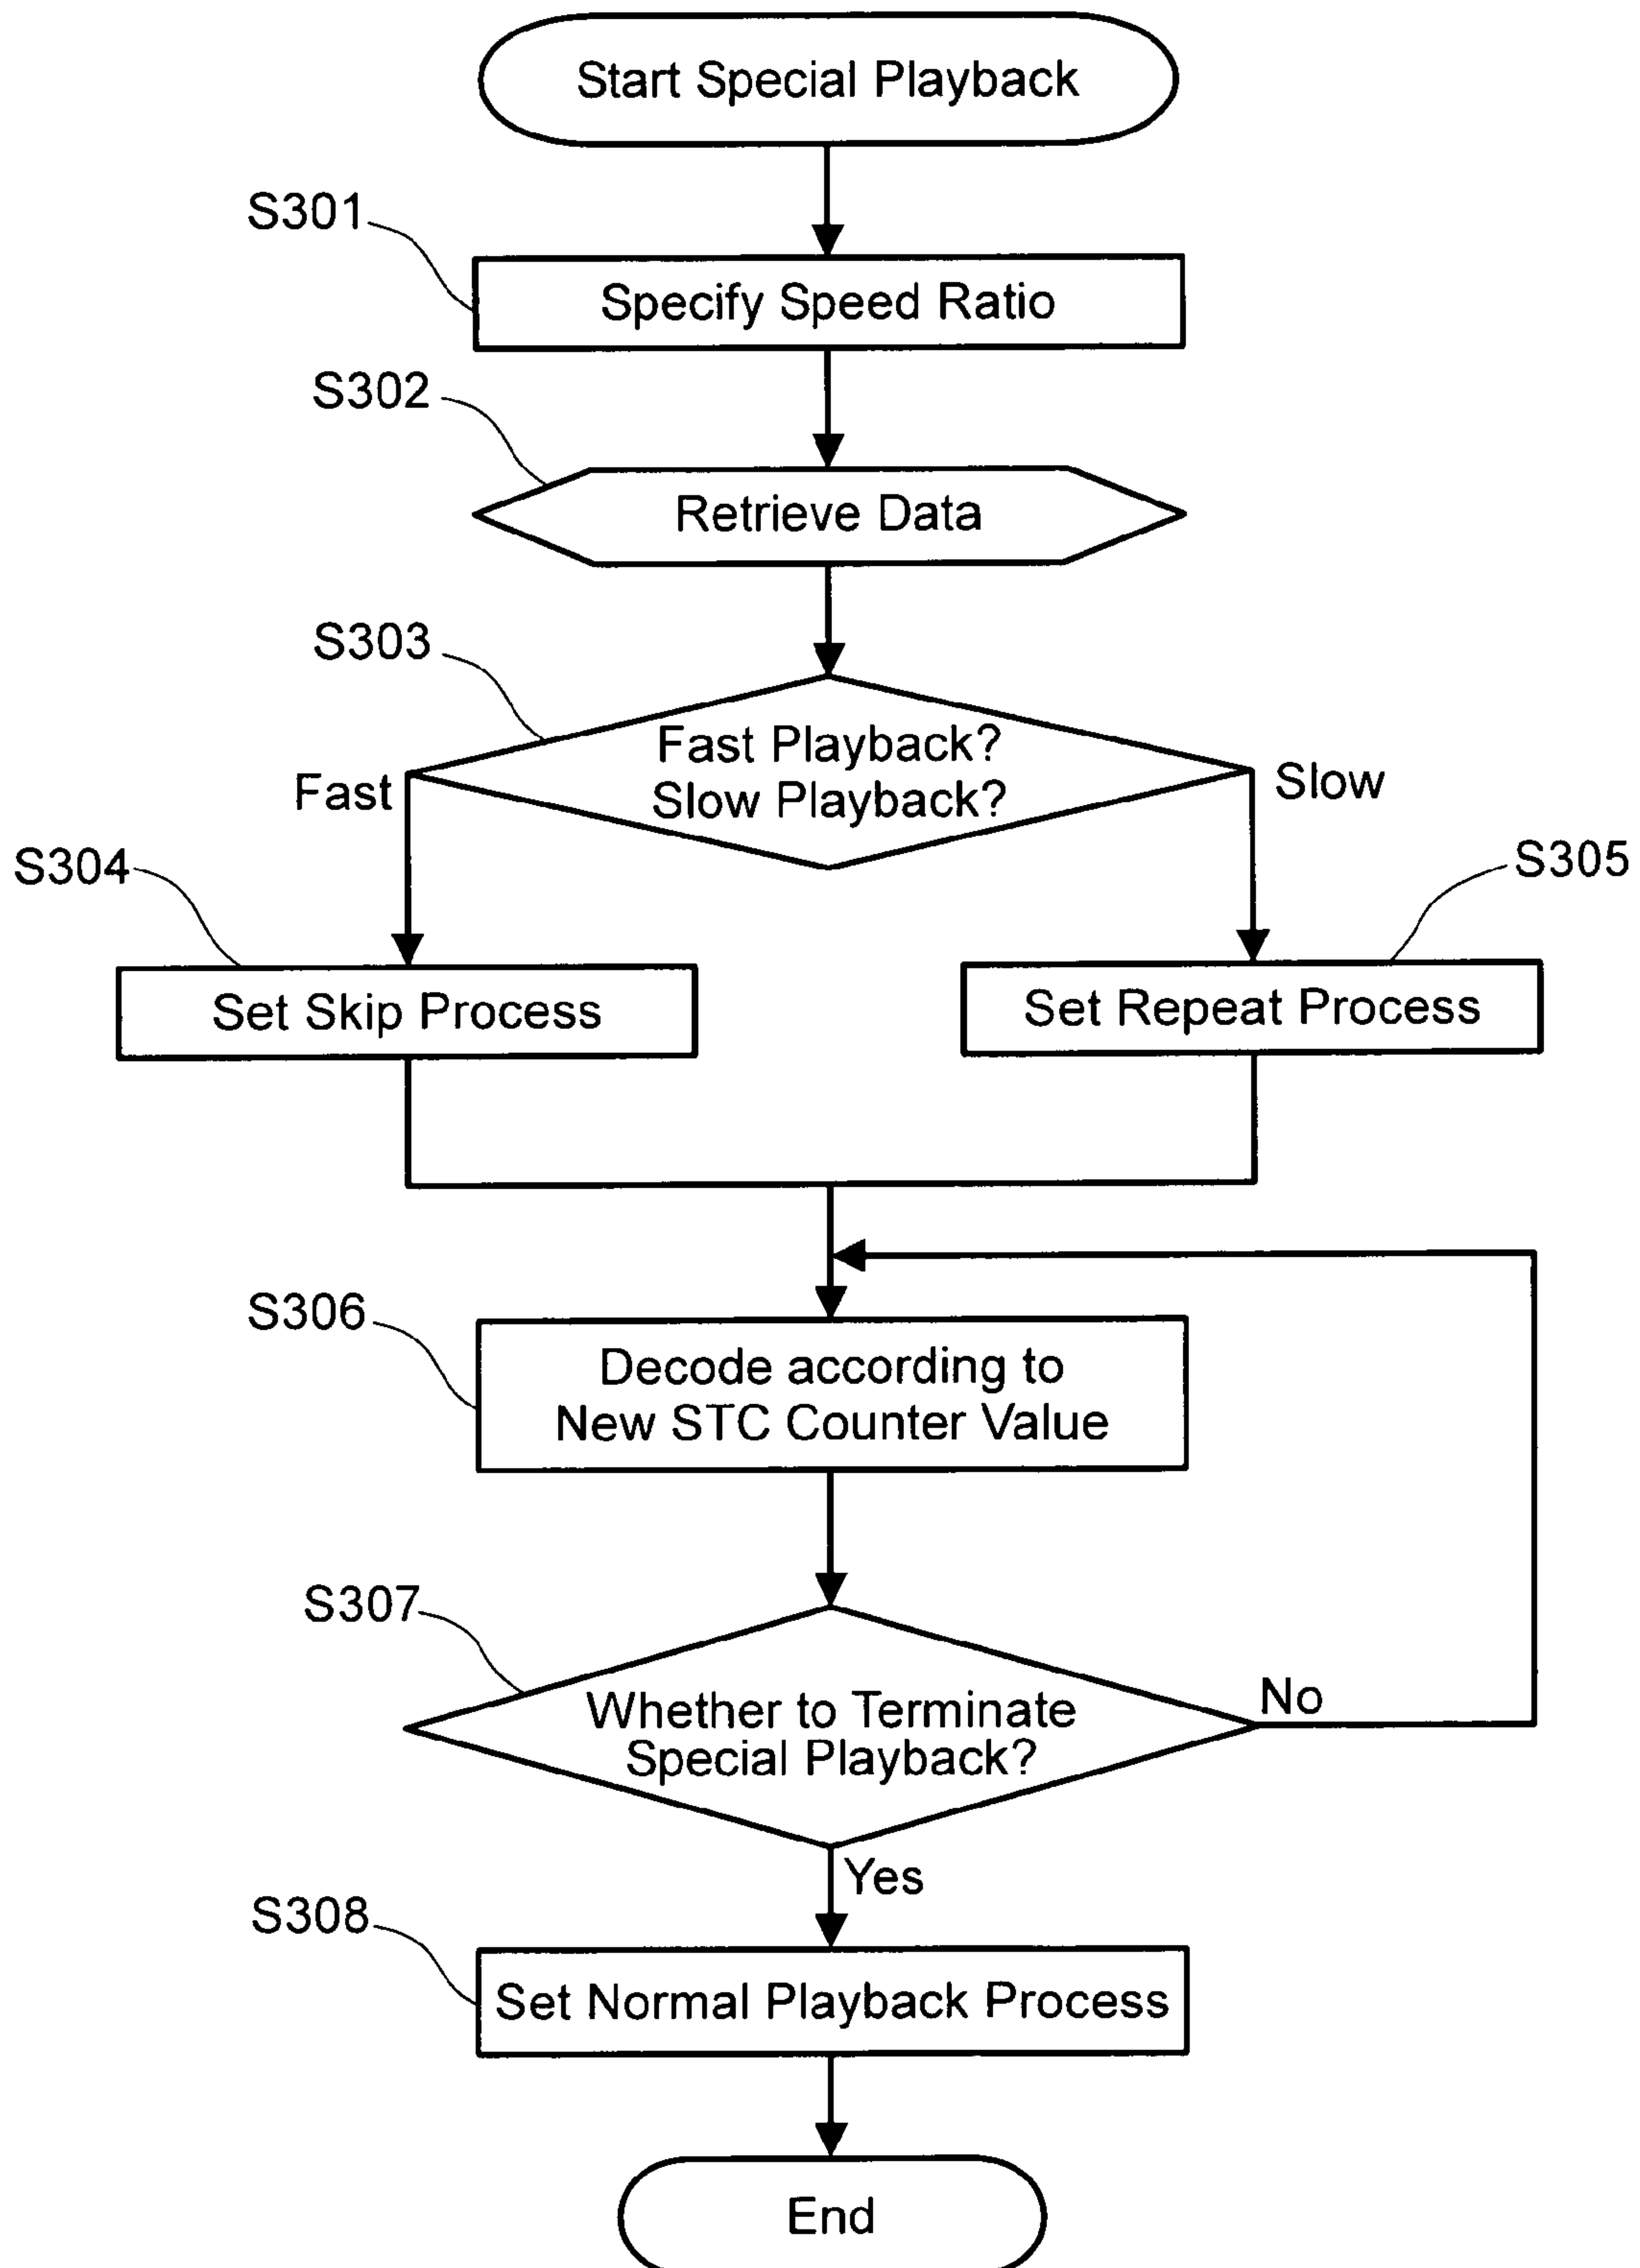 Start Special Playback
S301
Specify Speed Ratio
S302
Retrieve Data
S303
Fast Playback?
Slow Playback?
Fast
Slow
S304
S305
Set Skip Process
Set Repeat Process
S306
Decode according to
New STC Counter Value
S307
Whether to Terminate
Special Playback?
No
Yes
S308
Set Normal Playback Process
End